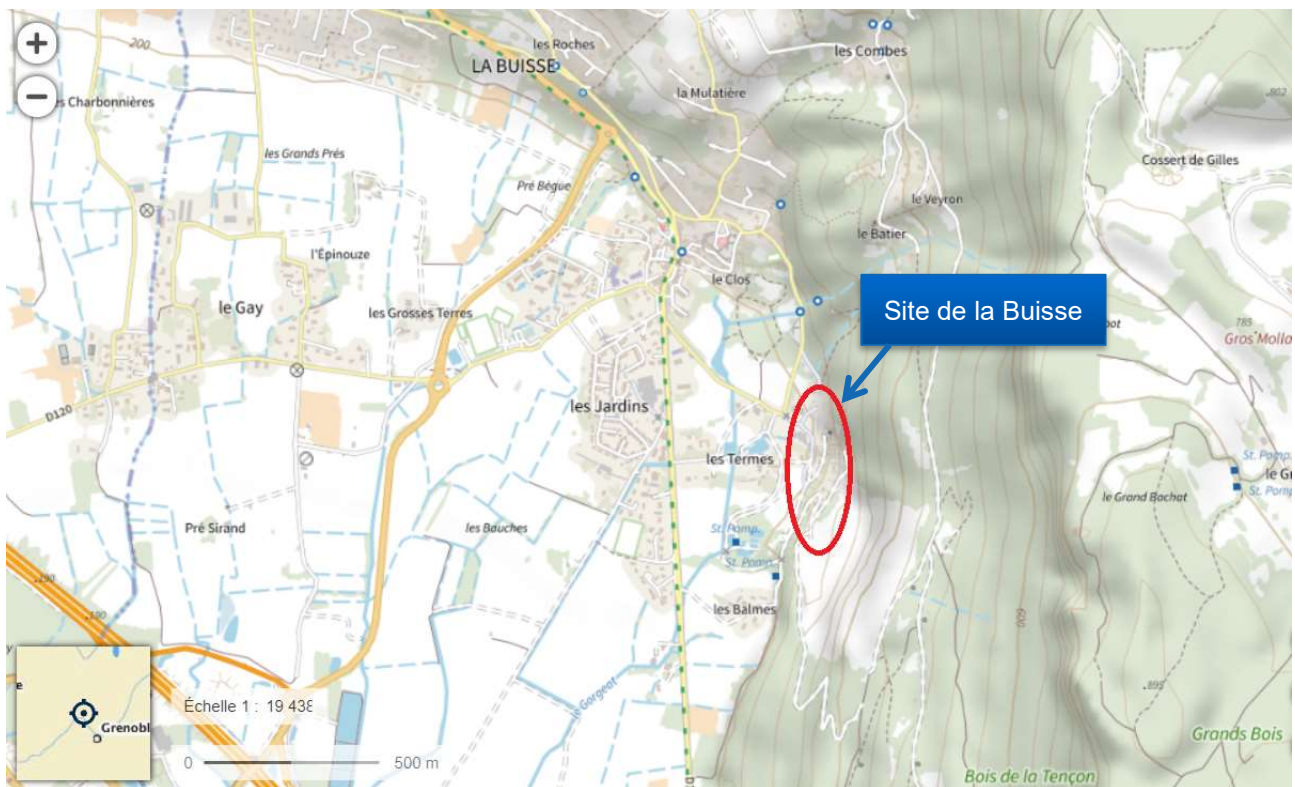 200
les Roches
LA BUISSE
les Combes
la Mulatière
802
Charbonnières
les Grands Prés
Pré Bègue
Cossert de Gilles
le Veyron
le Batier
l'Épinouze
le Clos
le Gay
les Grosses Terres
Site de la Buisse
785
Gros Molla
D120
les Jardins
les Termes
St. Pomp.
le Gr
St. Pomp.
le Grand Bachat
Pré Sirand
les Bauches
St. Pomp.
St. Pomp.
190
190
les Balmes
600
895
le Gorgeat
Échelle 1 : 19 438
Grenobl
0 500 m
Grands Bois
Bois de la Tençon